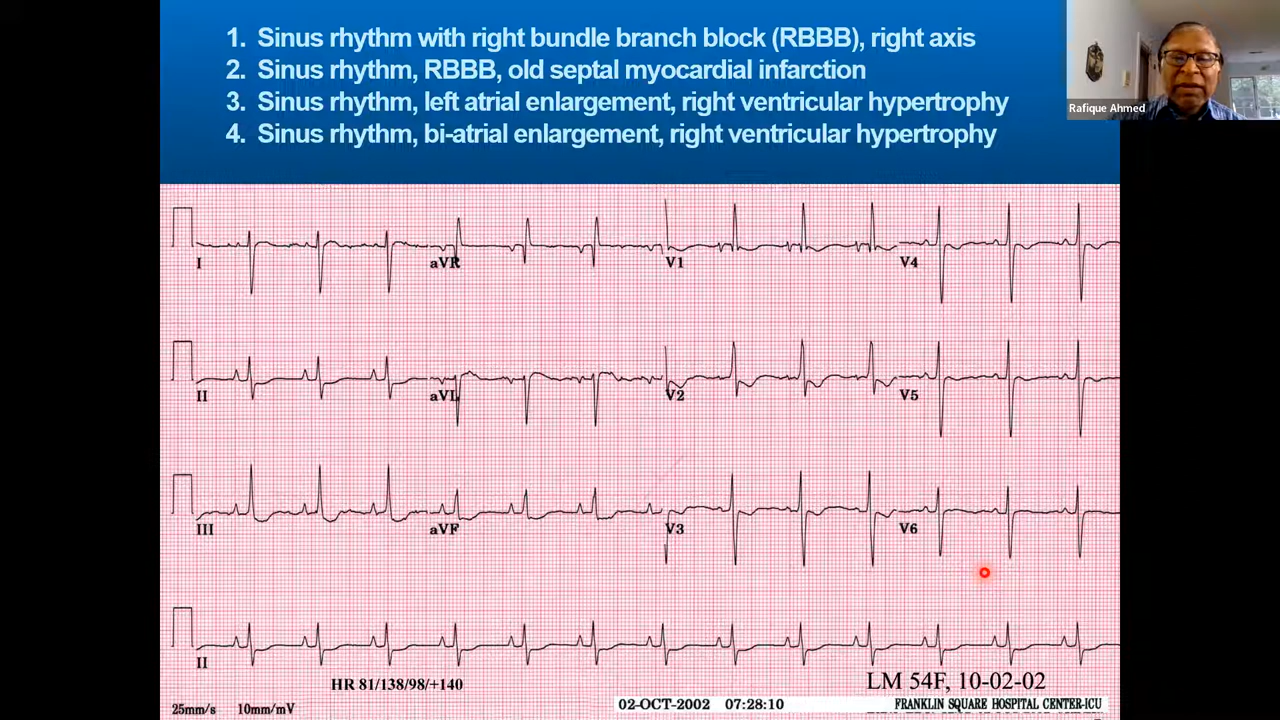 1. Sinus rhythm with right bundle branch block (RBBB), right axis
2. Sinus rhythm, RBBB, old septal myocardial infarction
3. Sinus rhythm, left atrial enlargement, right ventricular hypertrophy
4. Sinus rhythm, bi-atrial enlargement, right ventricular hypertrophy
Rafique Ahmed
I aVR V1 V4
II aVL V2 V5
III aVF V3 V6
II
HR 81/138/98/+140
LM 54F, 10-02-02
25mm/s 10mm/mV
02-OCT-2002 07:28:10 FRANKLIN SQUARE HOSPITAL CENTER-ICU